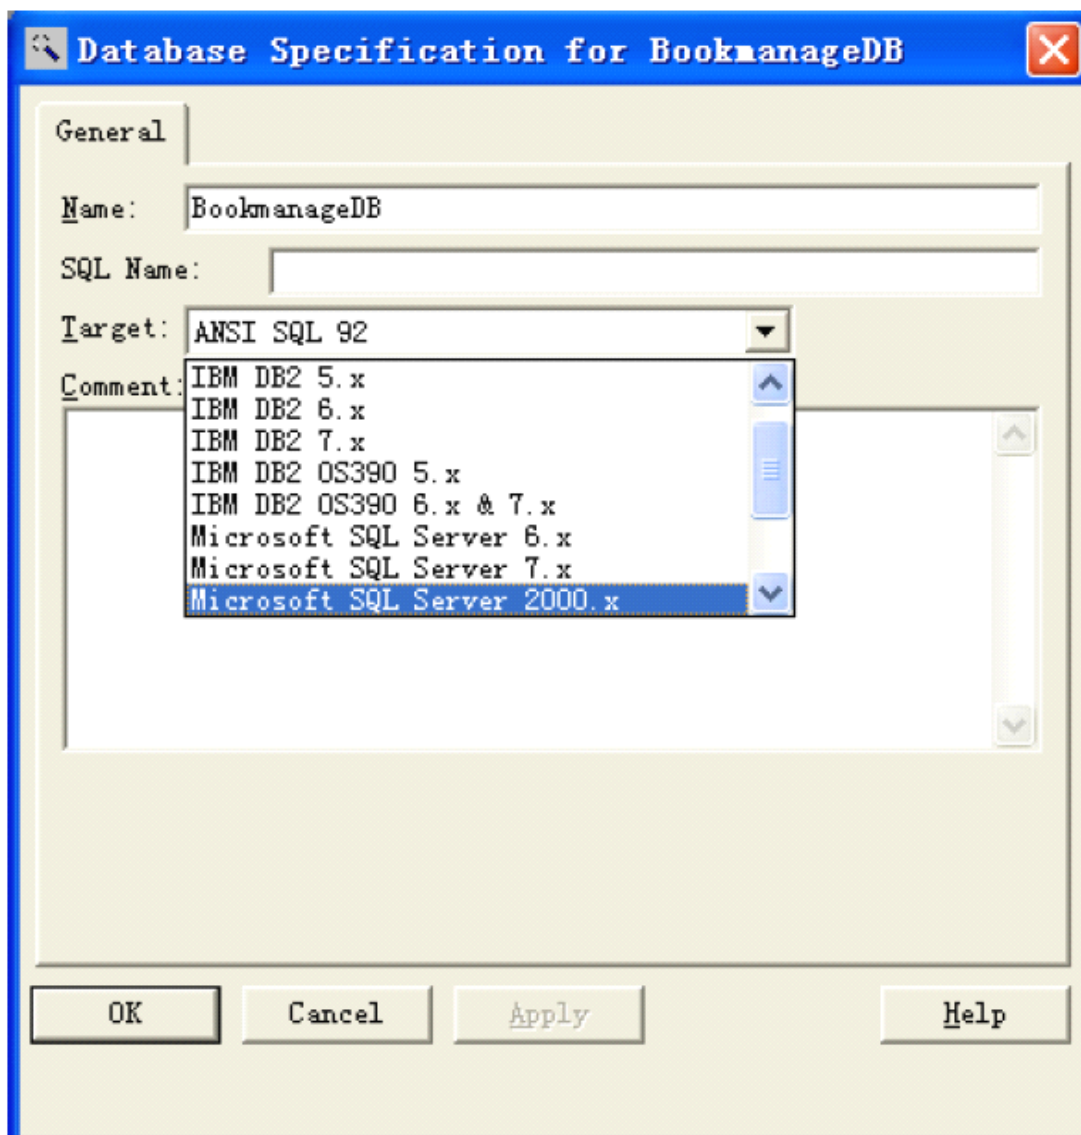 Database Specification for BookmanageDB
General
Name: BookmanageDB
SQL Name:
Target: ANSI SQL 92
Comment:
IBM DB2 5.x
IBM DB2 6.x
IBM DB2 7.x
IBM DB2 OS390 5.x
IBM DB2 OS390 6.x & 7.x
Microsoft SQL Server 6.x
Microsoft SQL Server 7.x
Microsoft SQL Server 2000.x
OK Cancel Apply Help